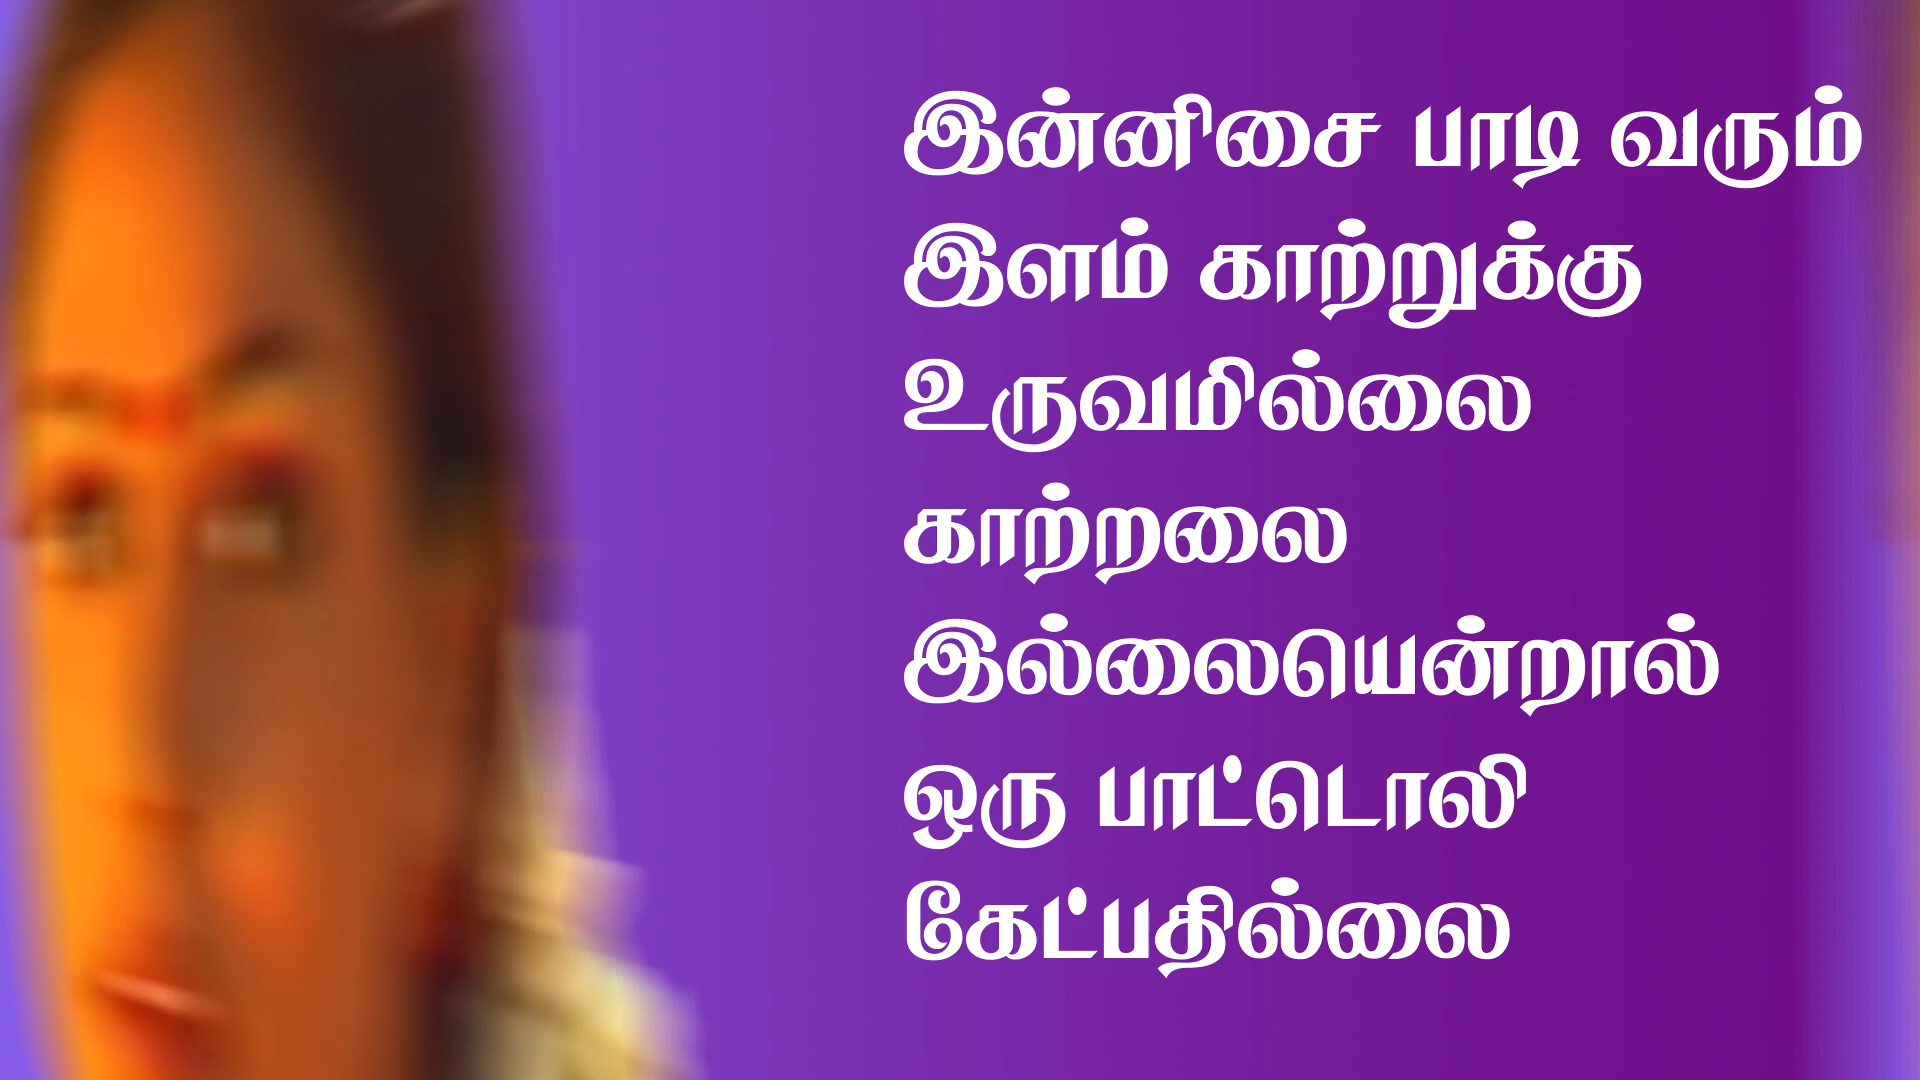 இன்னிசை பாடி வரும்
இளம் காற்றுக்கு
உருவமில்லை
காற்றலை
இல்லையென்றால்
ஒரு பாட்டொலி
கேட்பதில்லை